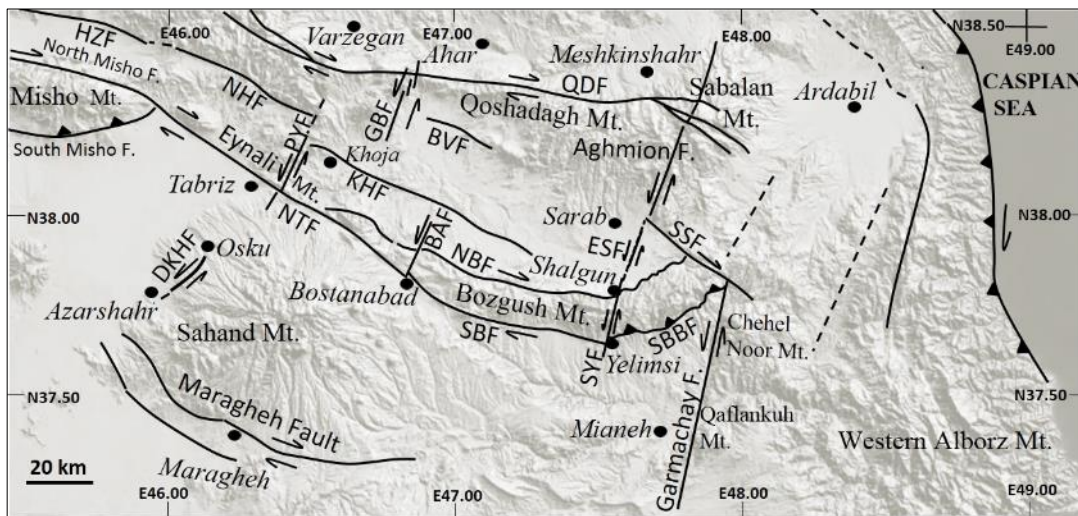 E46.00
E47.00
E48.00
N38.50
E49.00
HZF
North Misho F.
Misho Mt.
South Misho F.
NHF
Varzegan
Ahar
Meshkinshahr
QDF
Sabalan
Mt.
Ardabil
CASPIAN
SEA
GBF
Qoshadagh Mt.
BVF
Aghmion F.
PYF
Khoja
Eynali
Mt.
KHF
Tabriz
NTF
N38.00
N38.00
Sarab
ESF
SSF
BAF
NBF
Shalgun
DKHF
Osku
Azarshahr
Sahand Mt.
Bostanabad
Bozgush Mt.
SBF
SYF
Yelimsi
SBBF
Chehel
Noor Mt.
Maragheh Fault
Maragheh
Mianeh
Garmachay F.
Qaflankuh
Mt.
N37.50
N37.50
Western Alborz Mt.
20 km
E46.00
E47.00
E48.00
E49.00